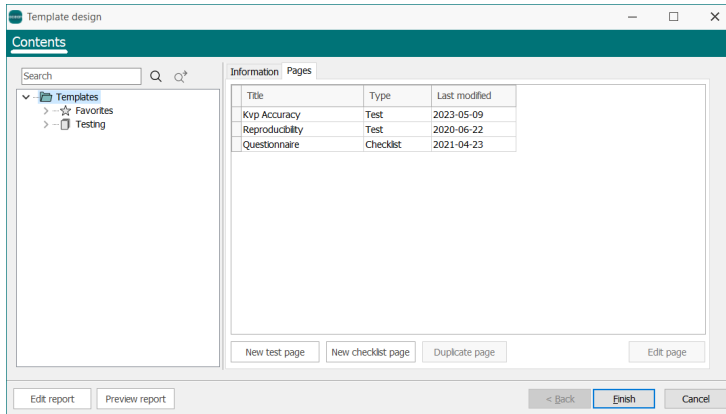 Template design
Contents
Search
Templates
Favorites
Testing
Information Pages
Title Type Last modified
Kvp Accuracy Test 2023-05-09
Reproducibility Test 2020-06-22
Questionnaire Checklist 2021-04-23
New test page New checklist page Duplicate page Edit page
Edit report Preview report < Back Finish Cancel